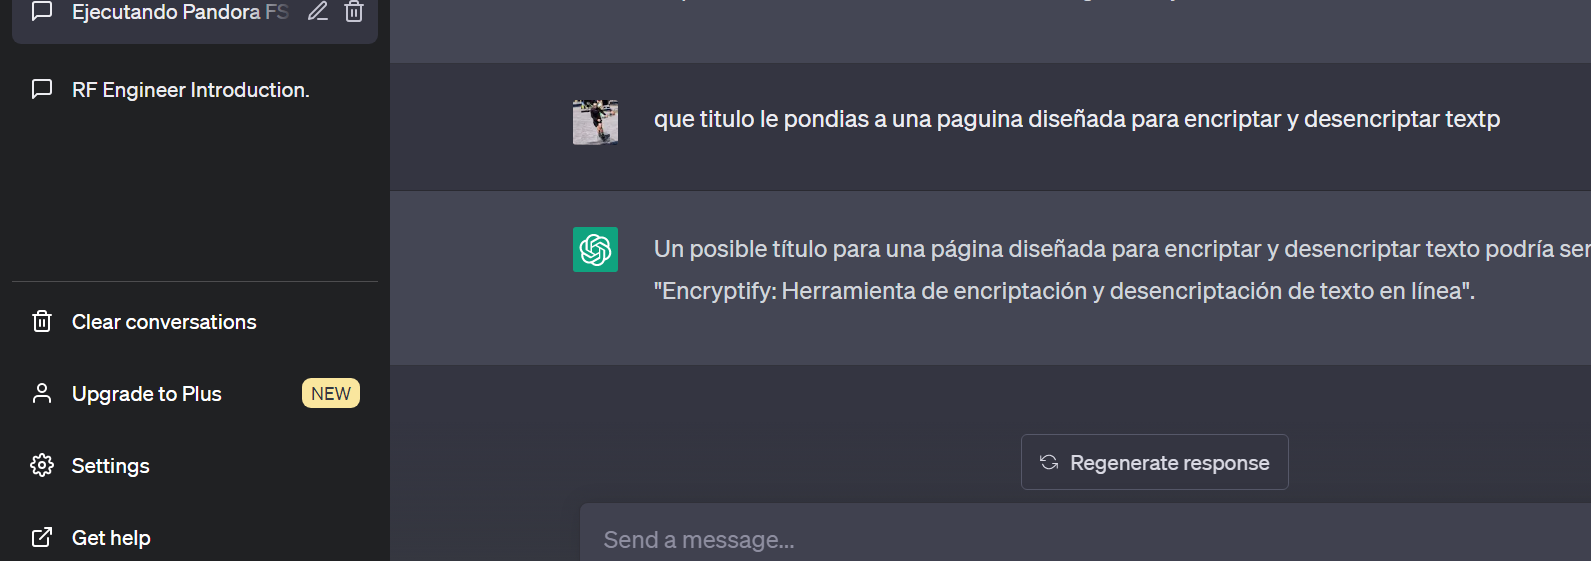 Ejecutando Pandora FS
RF Engineer Introduction.
que titulo le pondias a una paguina diseñada para encriptar y desencriptar textp
Un posible título para una página diseñada para encriptar y desencriptar texto podría ser
"Encryptify: Herramienta de encriptación y desencriptación de texto en línea".
Clear conversations
Upgrade to Plus NEW
Settings
Get help
Regenerate response
Send a message...